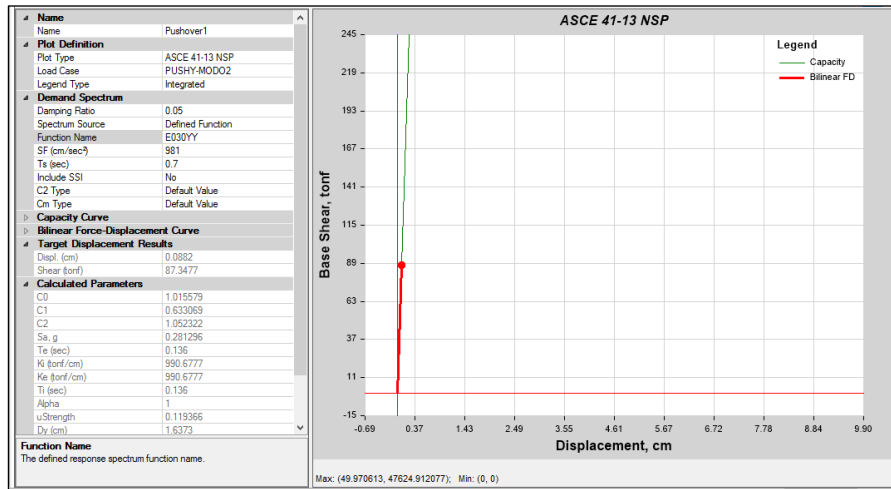 Name
Name Pushover1
Plot Definition
Plot Type ASCE 41-13 NSP
Load Case PUSHY-MODO2
Legend Type Integrated
Demand Spectrum
Damping Ratio 0.05
Spectrum Source Defined Function
Function Name E030YY
SF (cm/sec²) 981
Ts (sec) 0.7
Include SSI No
C2 Type Default Value
Cm Type Default Value
Capacity Curve
Bilinear Force-Displacement Curve
Target Displacement Results
Displ. (cm) 0.0882
Shear (tonf) 87.3477
Calculated Parameters
C0 1.015579
C1 0.633069
C2 1.052322
Sa, g 0.281296
Te (sec) 0.136
Ki (tonf/cm) 990.6777
Ke (tonf/cm) 990.6777
Ti (sec) 0.136
Alpha 1
uStrength 0.119366
Dy (cm) 1.6373
Function Name
The defined response spectrum function name.
ASCE 41-13 NSP
Legend
Capacity
Bilinear FD
Base Shear, tonf
245
219
193
167
141
115
89
63
37
11
-15
-0.69 0.37 1.43 2.49 3.55 4.61 5.67 6.72 7.78 8.84 9.90
Displacement, cm
Max: (49.970613, 47624.912077); Min: (0, 0)